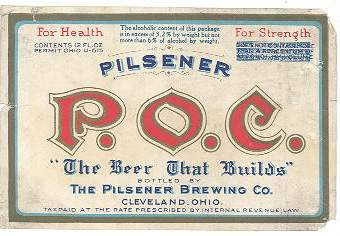 For Health
CONTENTS 12 FL.OZ
PERMIT OHIO U-615
The alcoholic content of this package
is in excess of 3.2% by weight but not
more than 6% of alcohol by weight.
For Strength
PILSENER
P.O.C.
"The Beer That Builds"
BOTTLED BY
THE PILSENER BREWING CO.
CLEVELAND, OHIO.
TAX PAID AT THE RATE PRESCRIBED BY INTERNAL REVENUE LAW